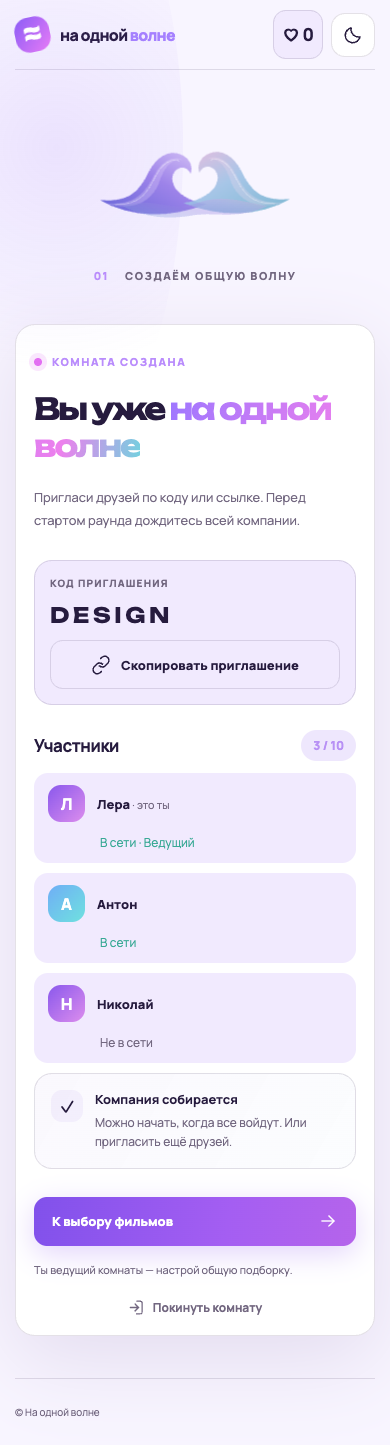 на одной волне
0
01 СОЗДАЁМ ОБЩУЮ ВОЛНУ
КОМНАТА СОЗДАНА
Вы уже на одной
волне
Пригласи друзей по коду или ссылке. Перед
стартом раунда дождитесь всей компании.
КОД ПРИГЛАШЕНИЯ
DESIGN
Скопировать приглашение
Участники
3 / 10
Л
Лера · это ты
В сети · Ведущий
А
Антон
В сети
Н
Николай
Не в сети
Компания собирается
Можно начать, когда все войдут. Или
пригласить ещё друзей.
К выбору фильмов
Ты ведущий комнаты — настрой общую подборку.
Покинуть комнату
© На одной волне